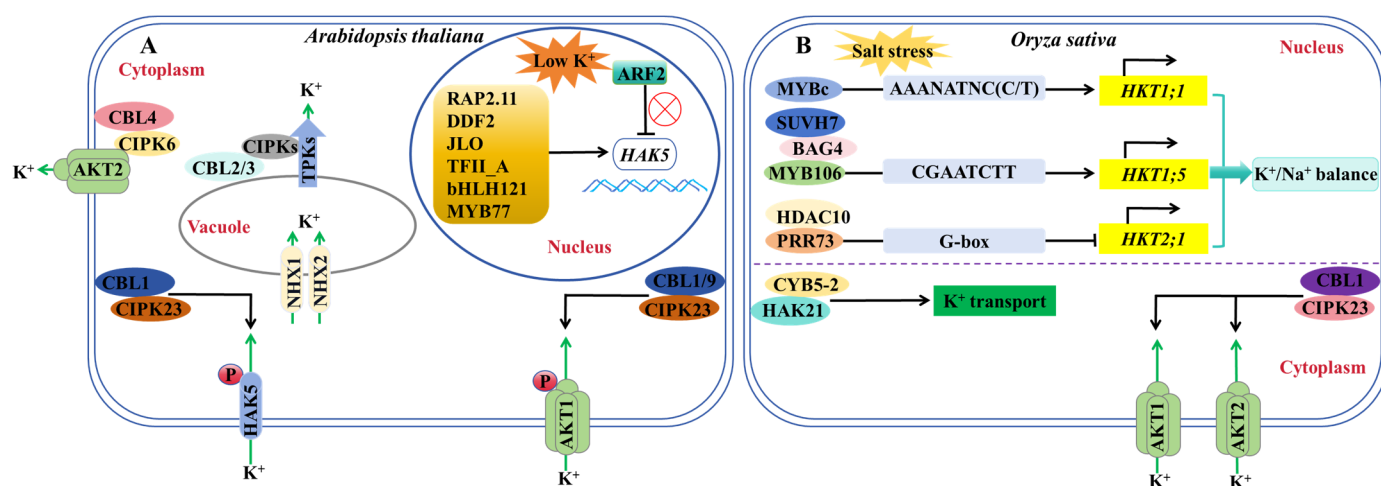 A
Arabidopsis thaliana
Cytoplasm
K⁺
CBL4
CIPK6
AKT2
K⁺
CIPKs
CBL2/3
TPKs
Vacuole
K⁺
NHX1
NHX2
Low K⁺
ARF2
RAP2.11
DDF2
JLO
TFII_A
bHLH121
MYB77
HAK5
Nucleus
CBL1
CIPK23
P
HAK5
K⁺
CBL1/9
CIPK23
P
AKT1
K⁺
B
Salt stress
Oryza sativa
Nucleus
MYBc
AAANATNC(C/T)
HKT1;1
SUVH7
BAG4
MYB106
CGAATCTT
HKT1;5
K⁺/Na⁺ balance
HDAC10
PRR73
G-box
HKT2;1
CYB5-2
HAK21
K⁺ transport
CBL1
CIPK23
Cytoplasm
AKT1
AKT2
K⁺
K⁺